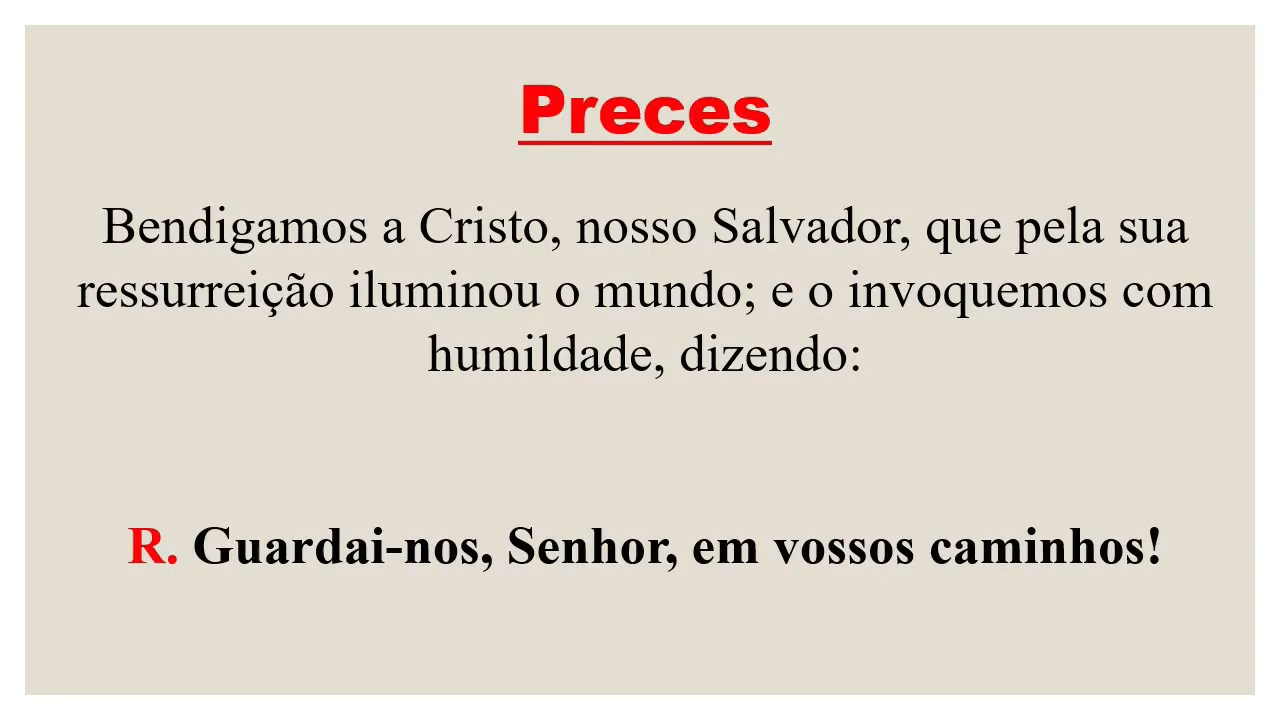 Preces
Bendigamos a Cristo, nosso Salvador, que pela sua
ressurreição iluminou o mundo; e o invoquemos com
humildade, dizendo:
R. Guardai-nos, Senhor, em vossos caminhos!